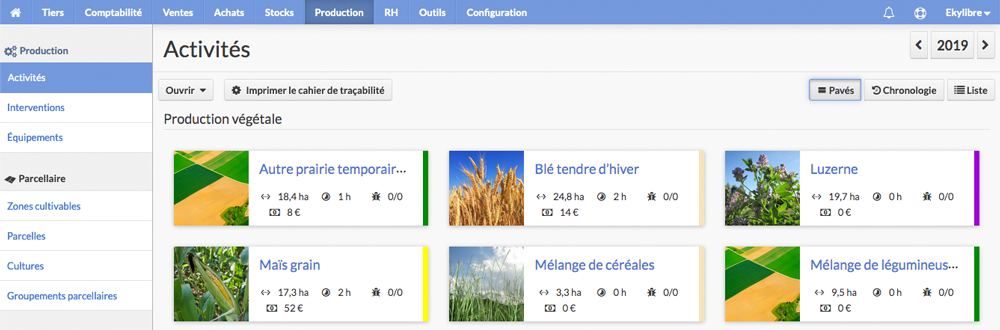 Tiers Comptabilité Ventes Achats Stocks Production RH Outils Configuration Ekylibre
Production
Activités
Interventions
Équipements
Parcellaire
Zones cultivables
Parcelles
Cultures
Groupements parcellaires
Activités
2019
Ouvrir Imprimer le cahier de traçabilité Pavés Chronologie Liste
Production végétale
Autre prairie temporair...
18,4 ha 1 h 0/0
8 €
Blé tendre d'hiver
24,8 ha 2 h 0/0
14 €
Luzerne
19,7 ha 0 h 0/0
0 €
Maïs grain
17,3 ha 2 h 0/0
52 €
Mélange de céréales
3,3 ha 0 h 0/0
0 €
Mélange de légumineus...
9,5 ha 0 h 0/0
0 €